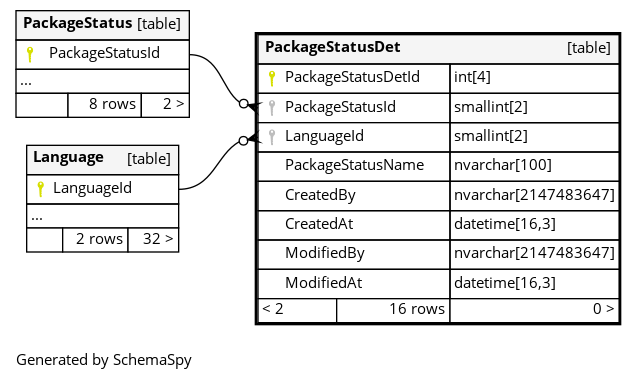 PackageStatus [table]
PackageStatusId
...
8 rows 2 >
Language [table]
LanguageId
...
2 rows 32 >
PackageStatusDet [table]
PackageStatusDetId int[4]
PackageStatusId smallint[2]
LanguageId smallint[2]
PackageStatusName nvarchar[100]
CreatedBy nvarchar[2147483647]
CreatedAt datetime[16,3]
ModifiedBy nvarchar[2147483647]
ModifiedAt datetime[16,3]
< 2 16 rows 0 >
Generated by SchemaSpy